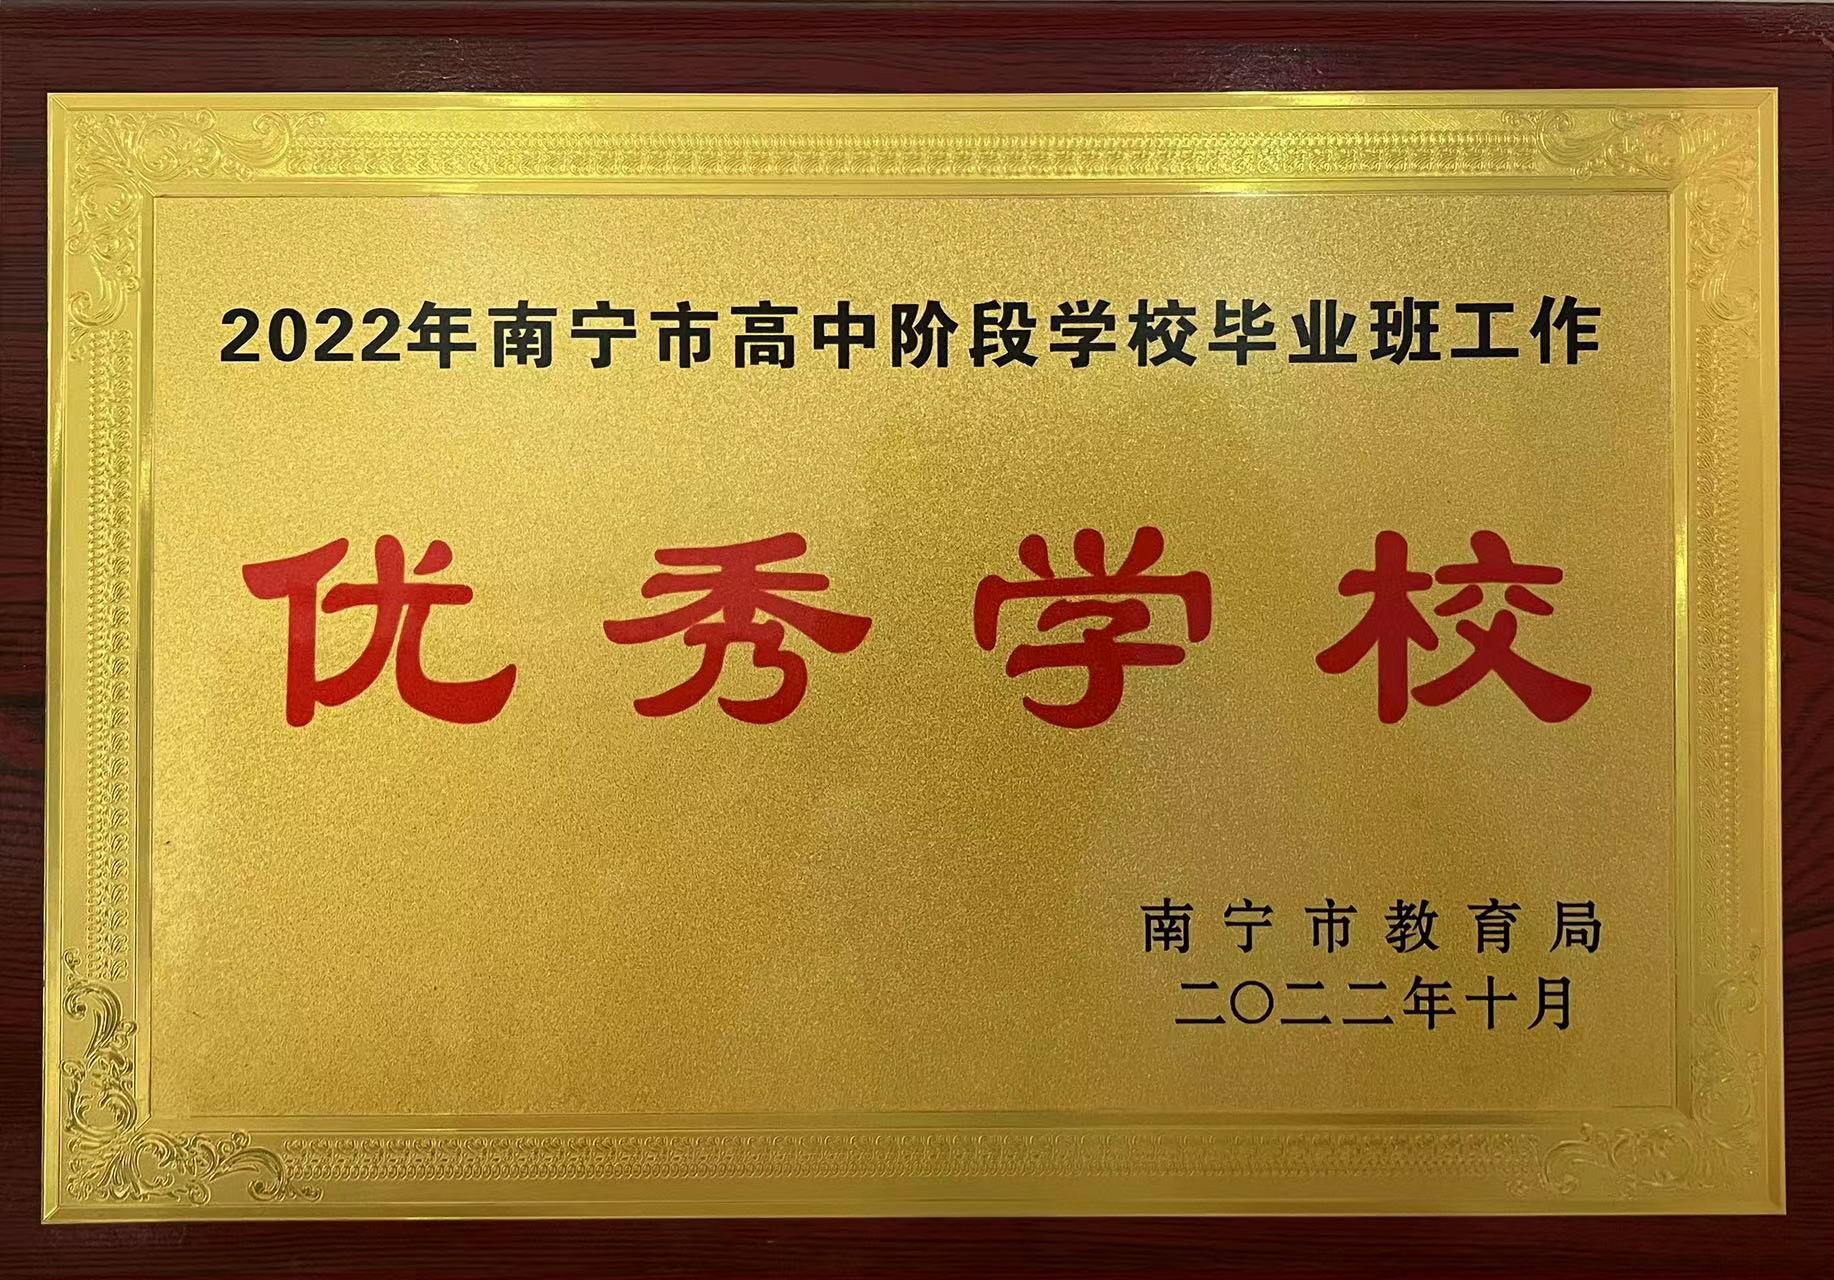 2022年南宁市高中阶段学校毕业班工作
优秀学校
南宁市教育局
二〇二二年十月